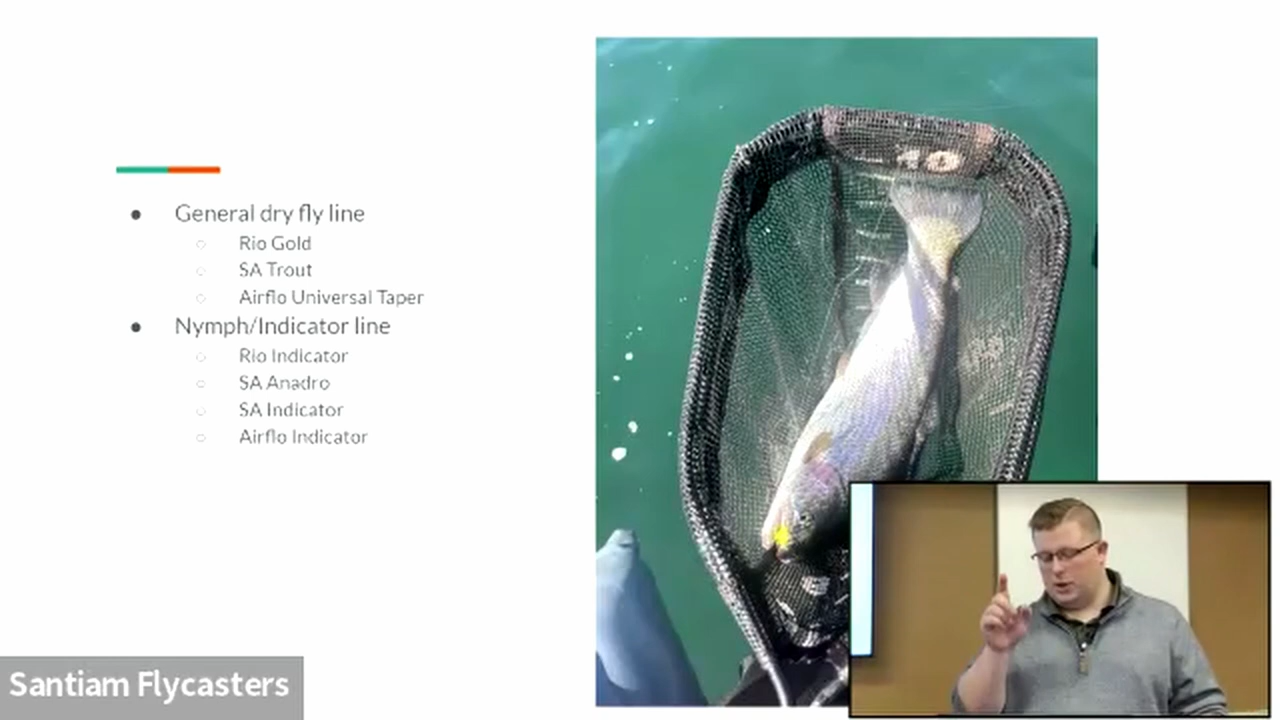 General dry fly line
Rio Gold
SA Trout
Airflo Universal Taper
Nymph/Indicator line
Rio Indicator
SA Anadro
SA Indicator
Airflo Indicator
Santiam Flycasters